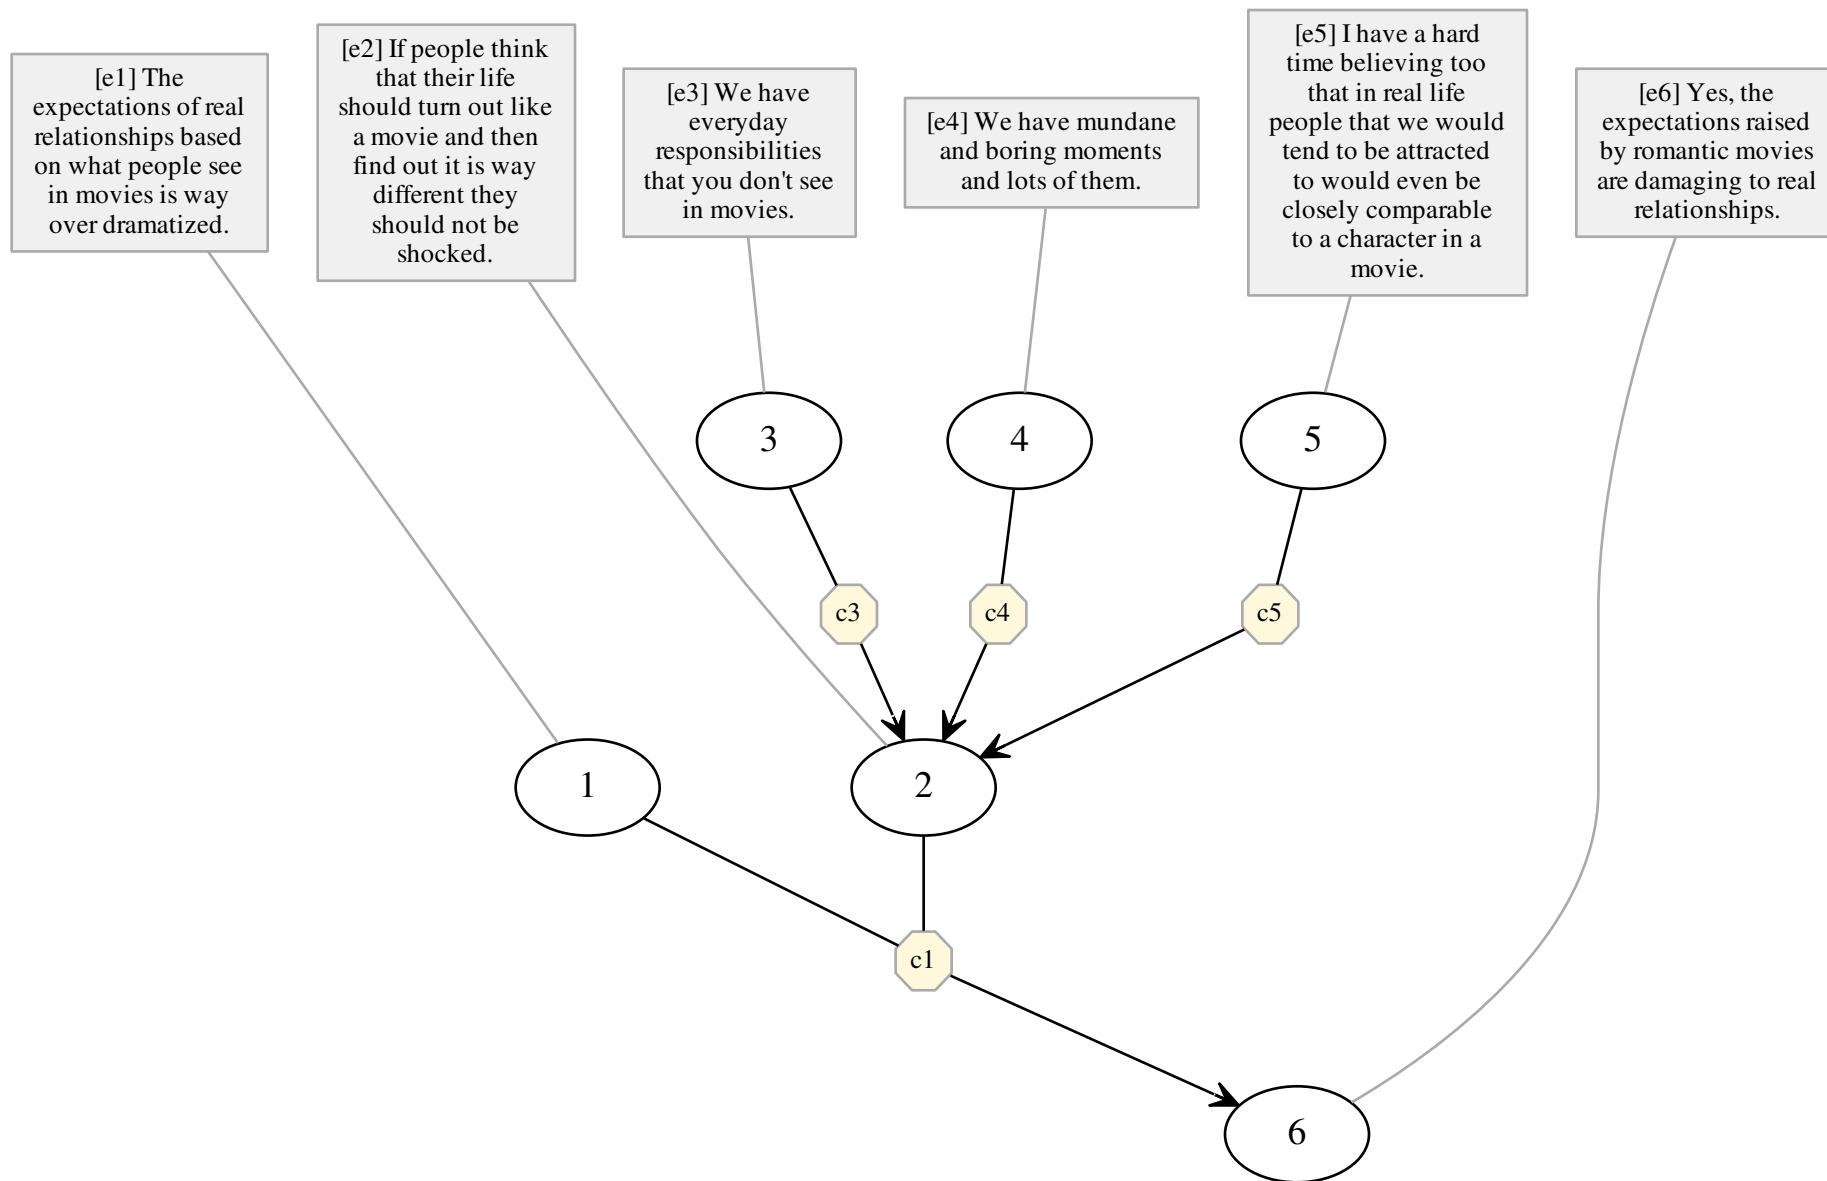 [e1] The
expectations of real
relationships based
on what people see
in movies is way
over dramatized.
[e2] If people think
that their life
should turn out like
a movie and then
find out it is way
different they
should not be
shocked.
[e3] We have
everyday
responsibilities
that you don't see
in movies.
[e4] We have mundane
and boring moments
and lots of them.
[e5] I have a hard
time believing too
that in real life
people that we would
tend to be attracted
to would even be
closely comparable
to a character in a
movie.
[e6] Yes, the
expectations raised
by romantic movies
are damaging to real
relationships.
3
4
5
c3
c4
c5
1
2
c1
6